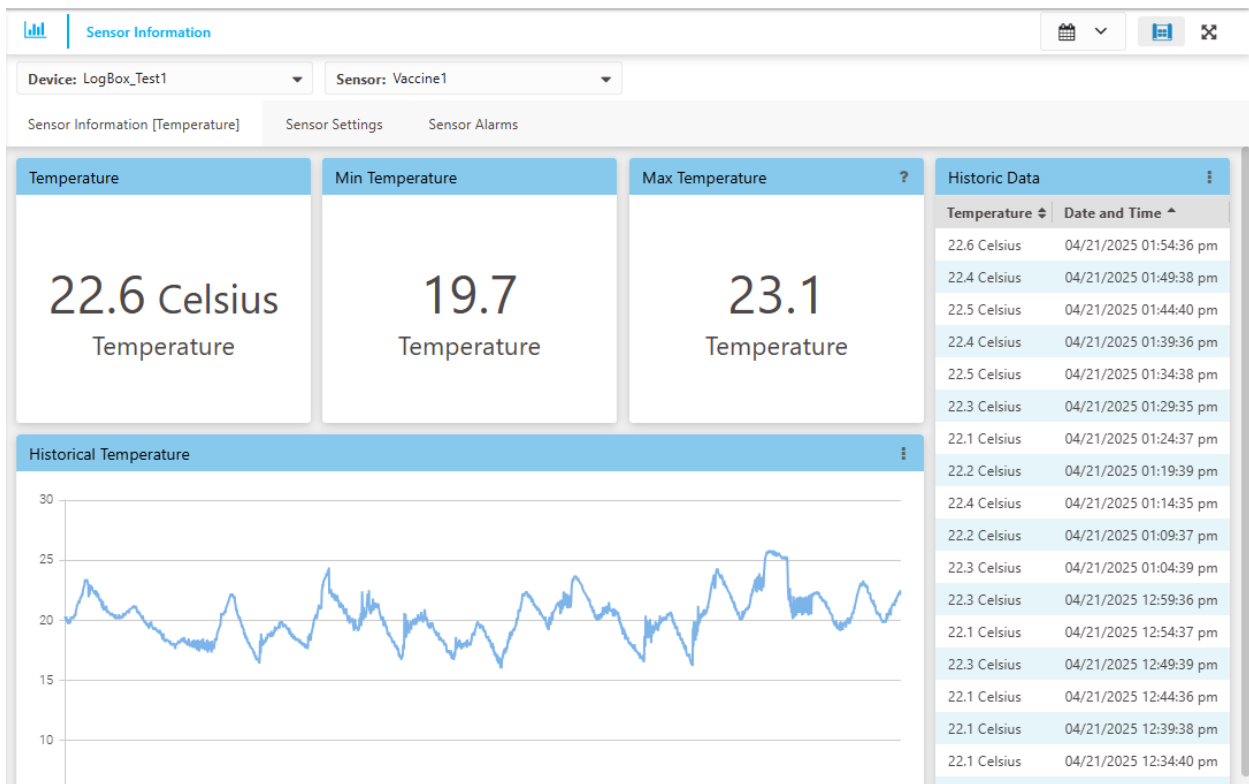 Sensor Information
Device: LogBox_Test1
Sensor: Vaccine1
Sensor Information [Temperature]
Sensor Settings
Sensor Alarms
Temperature
22.6 Celsius
Temperature
Min Temperature
19.7
Temperature
Max Temperature ?
23.1
Temperature
Historical Temperature
30
25
20
15
10
Historic Data
Temperature Date and Time
22.6 Celsius 04/21/2025 01:54:36 pm
22.4 Celsius 04/21/2025 01:49:38 pm
22.5 Celsius 04/21/2025 01:44:40 pm
22.4 Celsius 04/21/2025 01:39:36 pm
22.5 Celsius 04/21/2025 01:34:38 pm
22.3 Celsius 04/21/2025 01:29:35 pm
22.1 Celsius 04/21/2025 01:24:37 pm
22.2 Celsius 04/21/2025 01:19:39 pm
22.4 Celsius 04/21/2025 01:14:35 pm
22.2 Celsius 04/21/2025 01:09:37 pm
22.3 Celsius 04/21/2025 01:04:39 pm
22.3 Celsius 04/21/2025 12:59:36 pm
22.1 Celsius 04/21/2025 12:54:37 pm
22.3 Celsius 04/21/2025 12:49:39 pm
22.1 Celsius 04/21/2025 12:44:36 pm
22.1 Celsius 04/21/2025 12:39:38 pm
22.1 Celsius 04/21/2025 12:34:40 pm